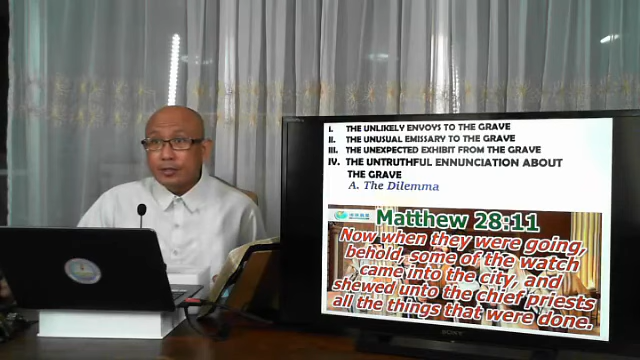 I. THE UNLIKELY ENVOYS TO THE GRAVE
II. THE UNUSUAL EMISSARY TO THE GRAVE
III. THE UNEXPECTED EXHIBIT FROM THE GRAVE
IV. THE UNTRUTHFUL ENNUNCIATION ABOUT
THE GRAVE
A. The Dilemma
Matthew 28:11
Now when they were going,
behold, some of the watch
came into the city, and
shewed unto the chief priests
all the things that were done.
SONY